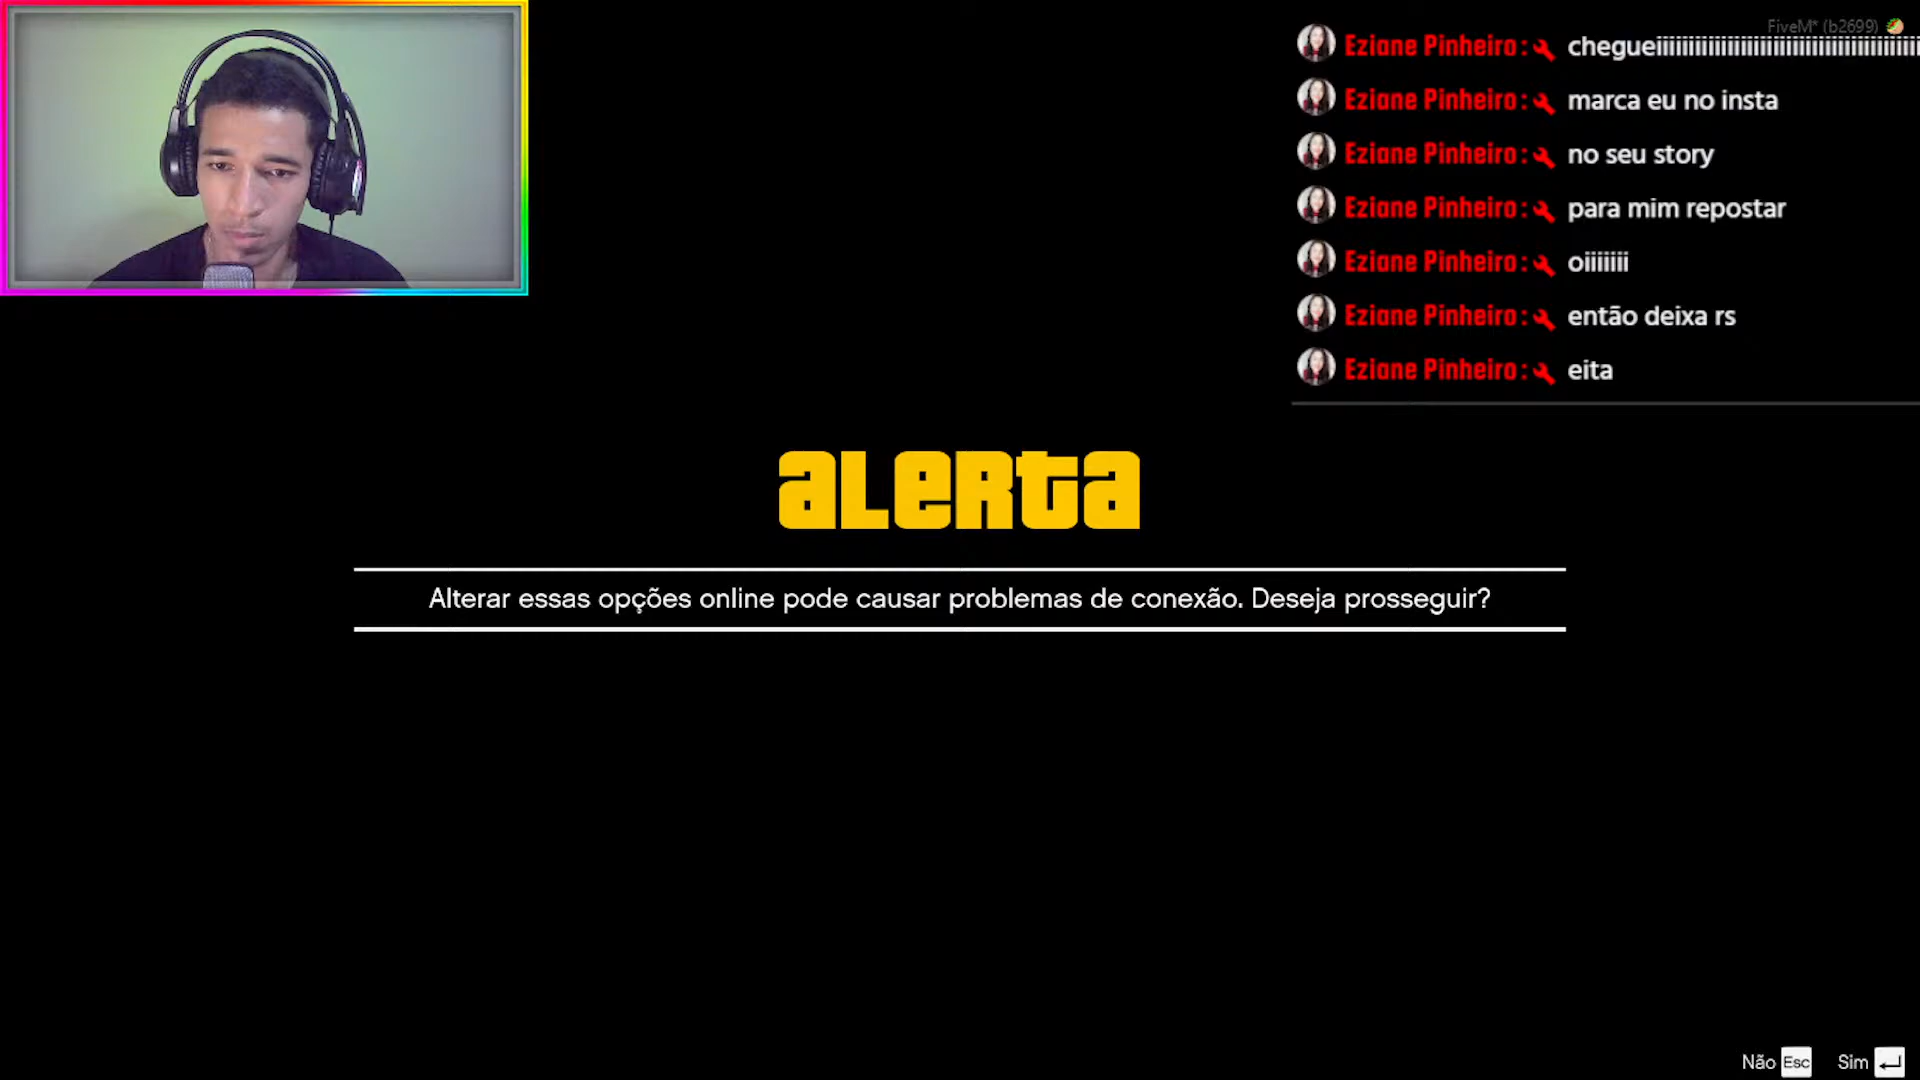 FiveM* (b2699)
Eziane Pinheiro: chegueiiiiiiiiiiiiiiiiiiiiiiiiiiiiiiiiiiiiiiii
Eziane Pinheiro: marca eu no insta
Eziane Pinheiro: no seu story
Eziane Pinheiro: para mim repostar
Eziane Pinheiro: oiiiiiii
Eziane Pinheiro: então deixa rs
Eziane Pinheiro: eita
aLeRta
Alterar essas opções online pode causar problemas de conexão. Deseja prosseguir?
Não Esc Sim